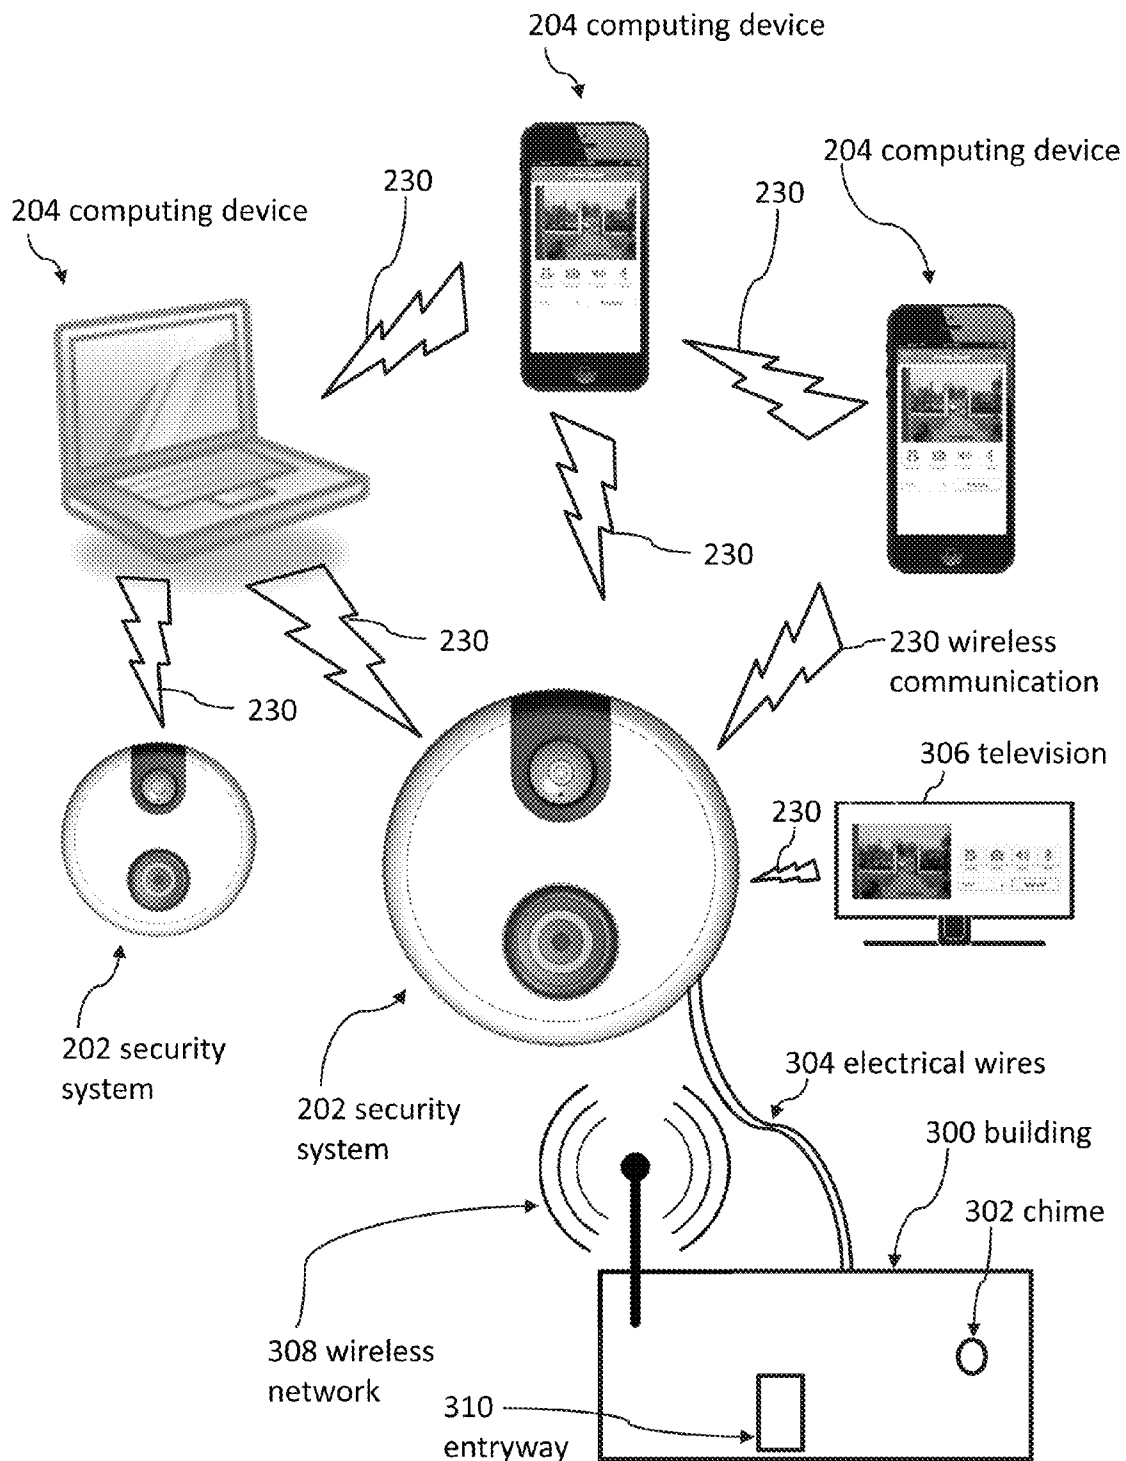 204 computing device
204 computing device
230
230
204 computing device
230
230
230 wireless
communication
230
306 television
230
202 security
system
202 security
system
304 electrical wires
300 building
302 chime
308 wireless
network
310
entryway